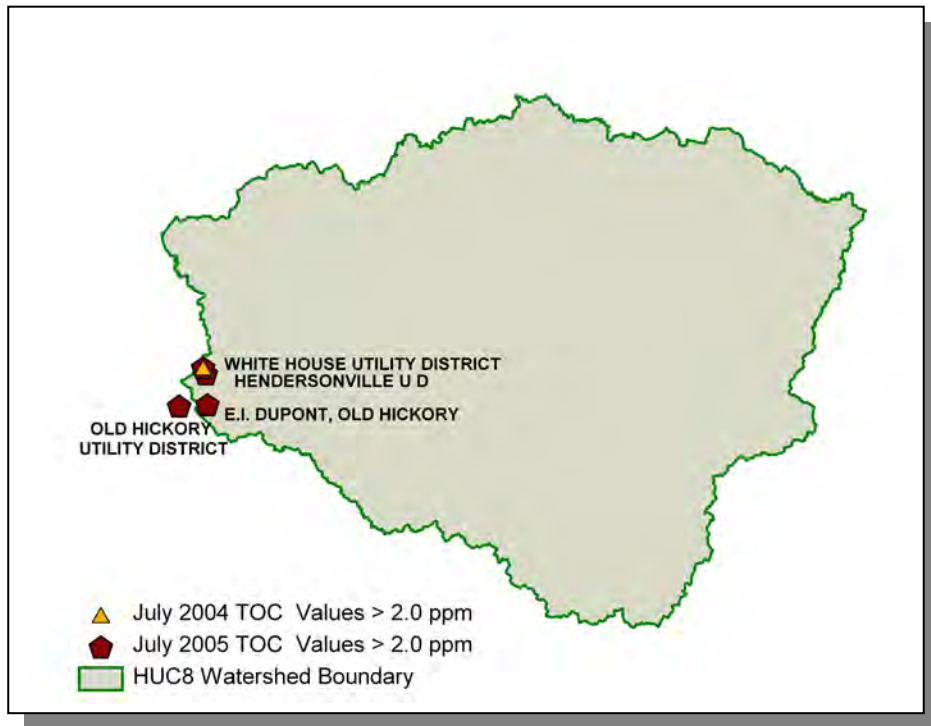 WHITE HOUSE UTILITY DISTRICT
HENDERSONVILLE U D
E.I. DUPONT, OLD HICKORY
OLD HICKORY
UTILITY DISTRICT
July 2004 TOC Values > 2.0 ppm
July 2005 TOC Values > 2.0 ppm
HUC8 Watershed Boundary